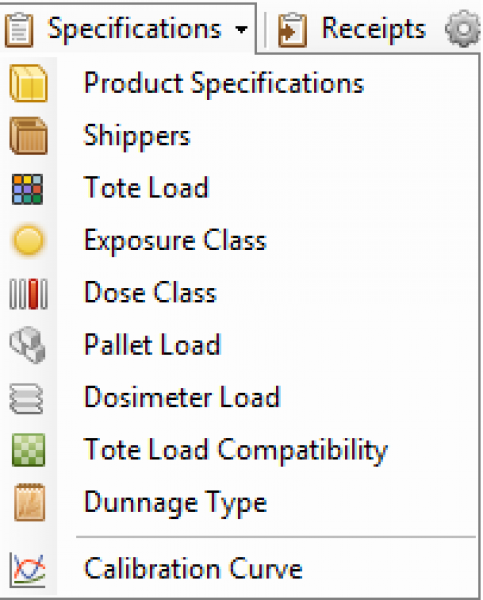 Specifications Receipts
Product Specifications
Shippers
Tote Load
Exposure Class
Dose Class
Pallet Load
Dosimeter Load
Tote Load Compatibility
Dunnage Type
Calibration Curve